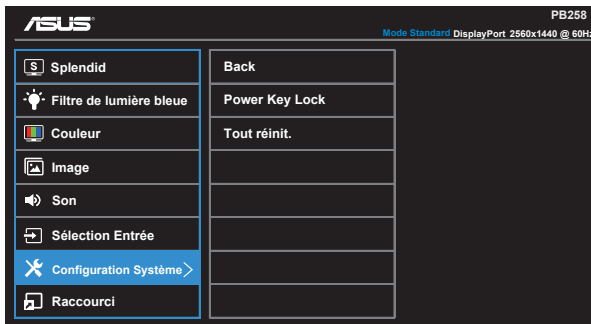 ASUS
PB258
Mode Standard DisplayPort 2560x1440 @ 60Hz
S Splendid
Filtre de lumière bleue
Couleur
Image
Son
Sélection Entrée
Configuration Système
Raccourci
Back
Power Key Lock
Tout réinit.